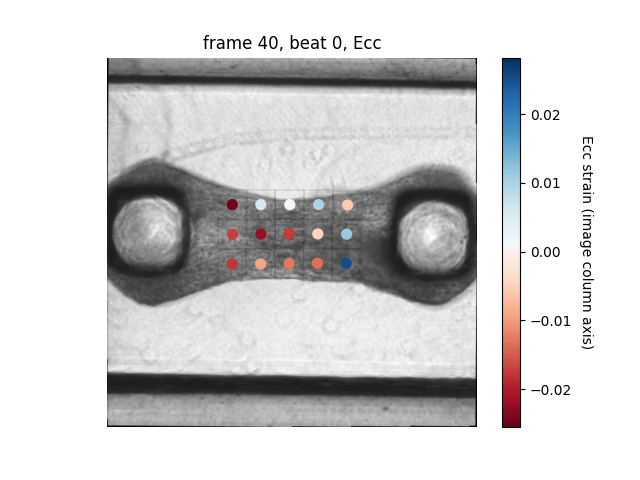 frame 40, beat 0, Ecc
0.02
0.01
0.00
−0.01
−0.02
Ecc strain (image column axis)